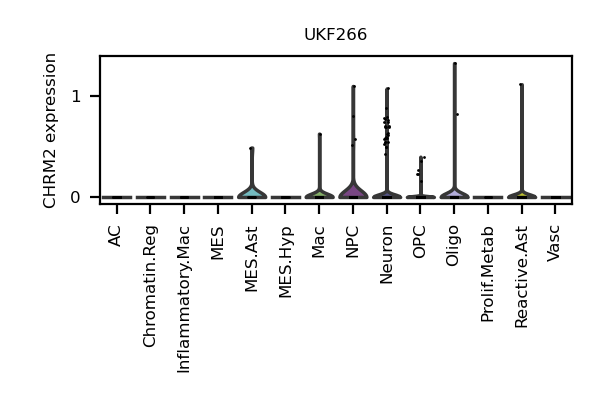 UKF266
CHRM2 expression
1
0
AC
Chromatin.Reg
Inflammatory.Mac
MES
MES.Ast
MES.Hyp
Mac
NPC
Neuron
OPC
Oligo
Prolif.Metab
Reactive.Ast
Vasc